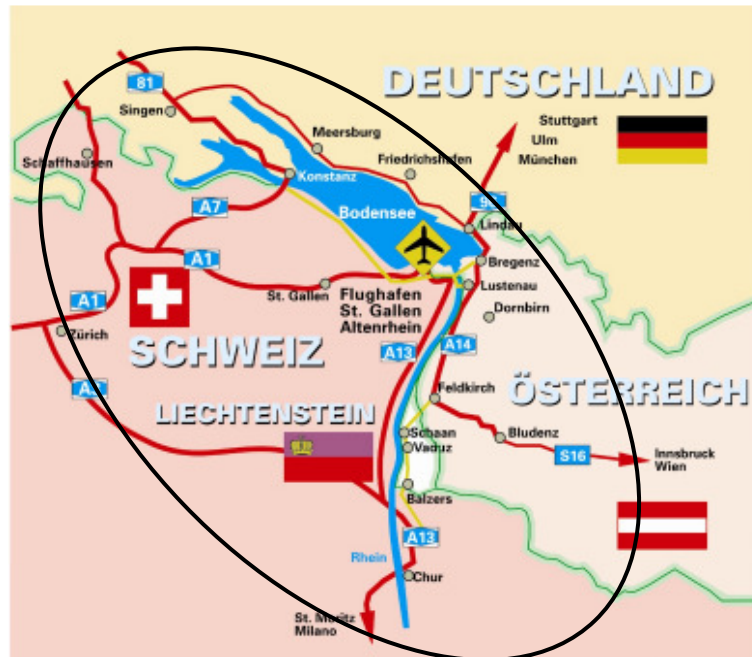 81
DEUTSCHLAND
Singen
Stuttgart
Ulm
München
Meersburg
Schaffhausen
Friedrichshafen
Konstanz
A7
Bodensee
Lindau
A1
Bregenz
St. Gallen
Lustenau
A1
Flughafen
St. Gallen
Altenrhein
Dornbirn
Zürich
SCHWEIZ
A13
A14
Feldkirch
ÖSTERREICH
LIECHTENSTEIN
Schaan
Bludenz
Vaduz
S16
Innsbruck
Wien
Balzers
A13
Rhein
Chur
St. Moritz
Milano